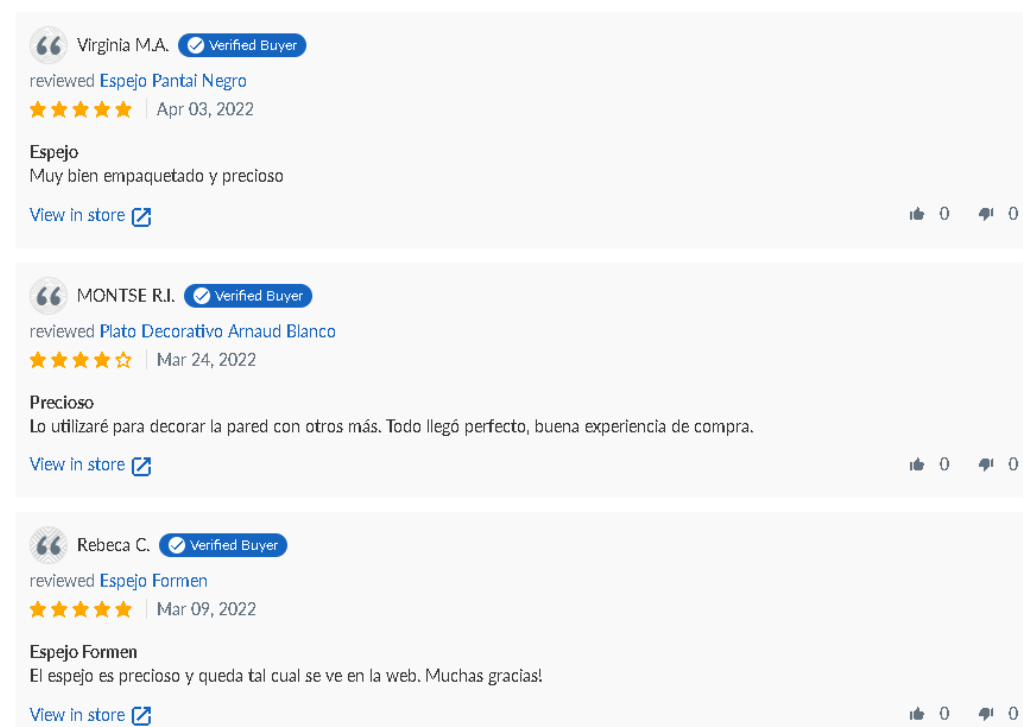 Virginia M.A. Verified Buyer
reviewed Espejo Pantai Negro
Apr 03, 2022
Espejo
Muy bien empaquetado y precioso
View in store 0 0
MONTSE R.I. Verified Buyer
reviewed Plato Decorativo Arnaud Blanco
Mar 24, 2022
Precioso
Lo utilizaré para decorar la pared con otros más. Todo llegó perfecto, buena experiencia de compra.
View in store 0 0
Rebeca C. Verified Buyer
reviewed Espejo Formen
Mar 09, 2022
Espejo Formen
El espejo es precioso y queda tal cual se ve en la web. Muchas gracias!
View in store 0 0